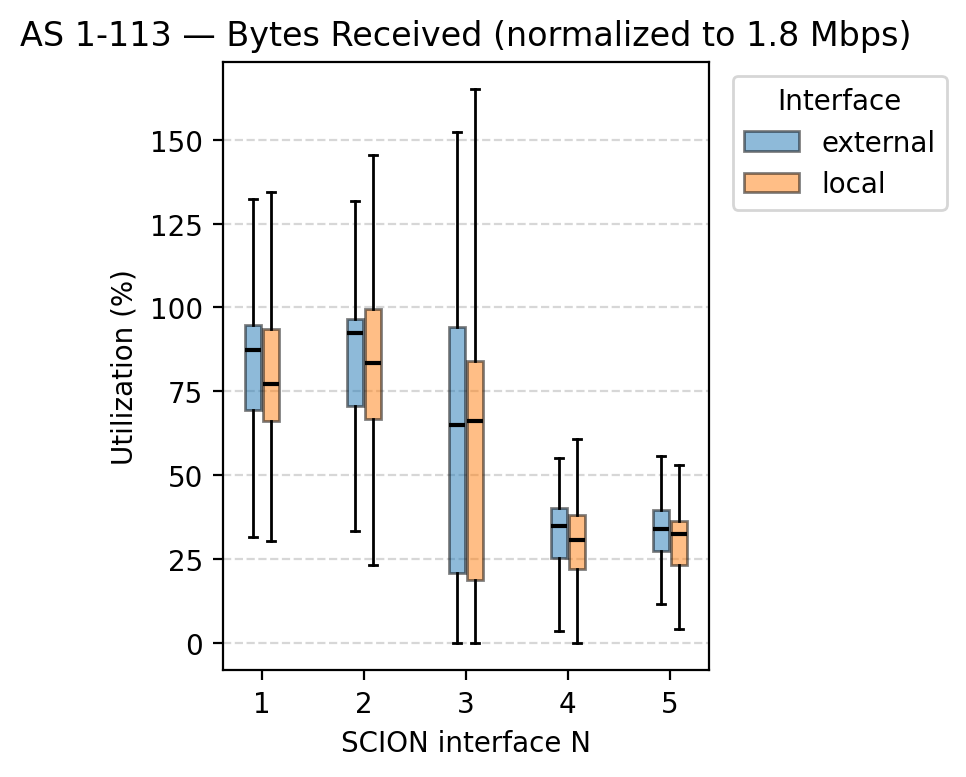 AS 1-113 — Bytes Received (normalized to 1.8 Mbps)
Interface
external
local
Utilization (%)
150
125
100
75
50
25
0
1 2 3 4 5
SCION interface N